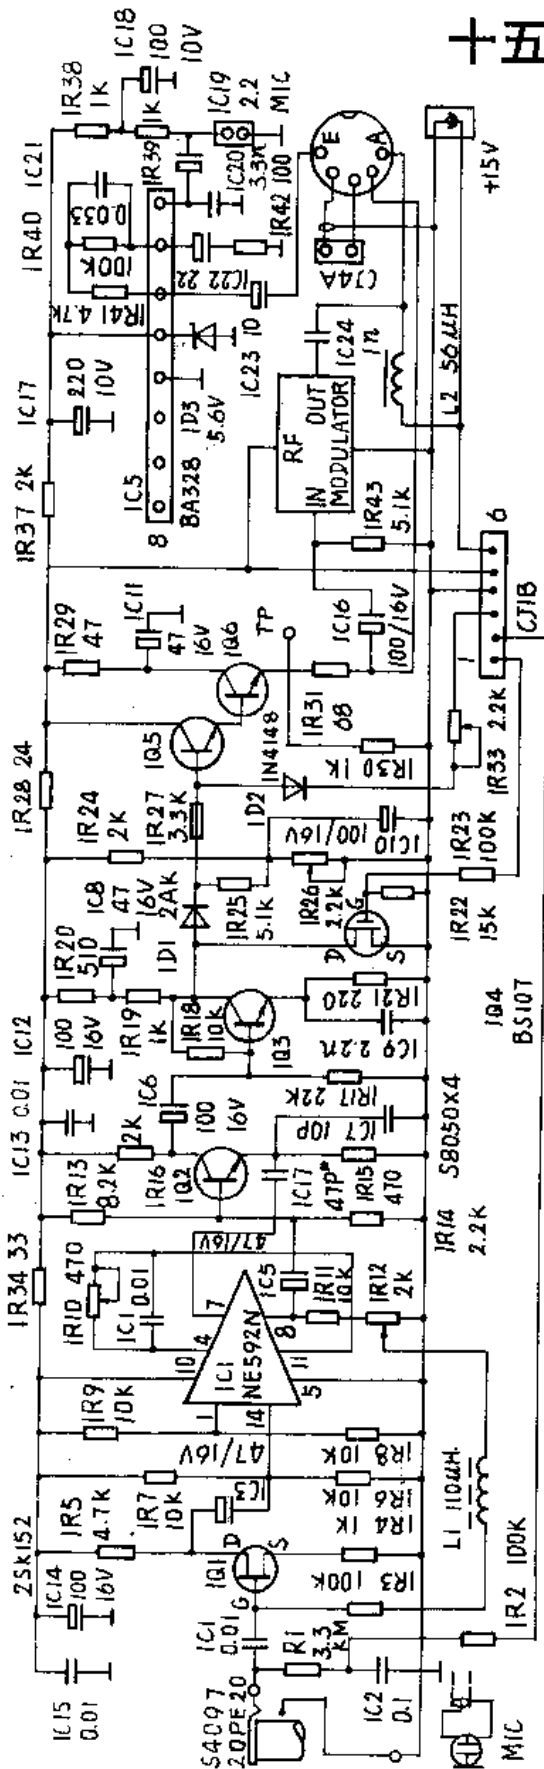 十五
1R38
1K
1C18
100
10V
1K
1R39
1C19
2.2
MIC
1C20
3.3n
1C21
0.033
1R40
100K
1R41 4.7K
1C22 22
1R42 100
10
1C23
E
A
CJ4A
+15V
1C17
220
10V
1C5
BA328
8
1D3
5.6V
1C24
1n
L2 56μH
RF
MODULATOR
IN
OUT
1R43
5.1K
1R37 2K
1R29
47
1C11
47
16V
1Q6
1Q5
TP
1C16
100/16V
1R31
68
6
CJ1B
1
1R28 24
1R24
2K
1R27
3.3K
1N4148
1D2
1R30 1K
1R33
2.2K
1C8
47
16V
2AK
1D1
1R25
5.1K
1R26
2.2K
100/16V
1C10
1R23
100K
1R22
15K
D
G
S
1Q4
BS107
1R20
510
1R19
1K
1R18
10K
1Q3
1R21 220
1C9 2.2n
1C12
100
16V
1C13 0.01
1C6
100
16V
1R17 22K
1C7 10P
S8050X4
2K
1R16
1Q2
1R13
8.2K
1C17
47P*
1R15
470
1R14
2.2K
1R34 33
1R10 470
1C1
0.01
47/16V
1C5
1R11
10K
1R12
2K
1C1
NE592N
10
4
7
8
11
5
1
14
1R9
10K
47/16V
1C3
1R8
10K
1R7
10K
1R6
10K
1R5
4.7K
1R4
1K
L1 110μH
2SK152
1Q1
D
G
S
1R3
100K
1R2 100K
1C14
100
16V
1C15
0.01
1C1
0.01
R1
3.3
KM
1C2
0.1
S4097
20PE20
MIC